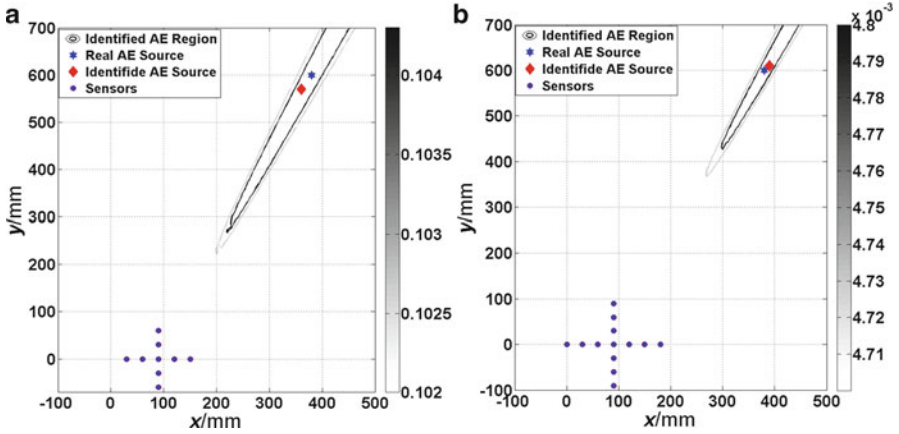 a
700
600
500
400
300
200
100
0
-100
y/mm
Identified AE Region
Real AE Source
Identifide AE Source
Sensors
-100 0 100 200 300 400 500
x/mm
0.104
0.1035
0.103
0.1025
0.102
b
700
600
500
400
300
200
100
0
-100
y/mm
Identified AE Region
Real AE Source
Identifide AE Source
Sensors
-100 0 100 200 300 400 500
x/mm
x 10⁻³
4.8
4.79
4.78
4.77
4.76
4.75
4.74
4.73
4.72
4.71